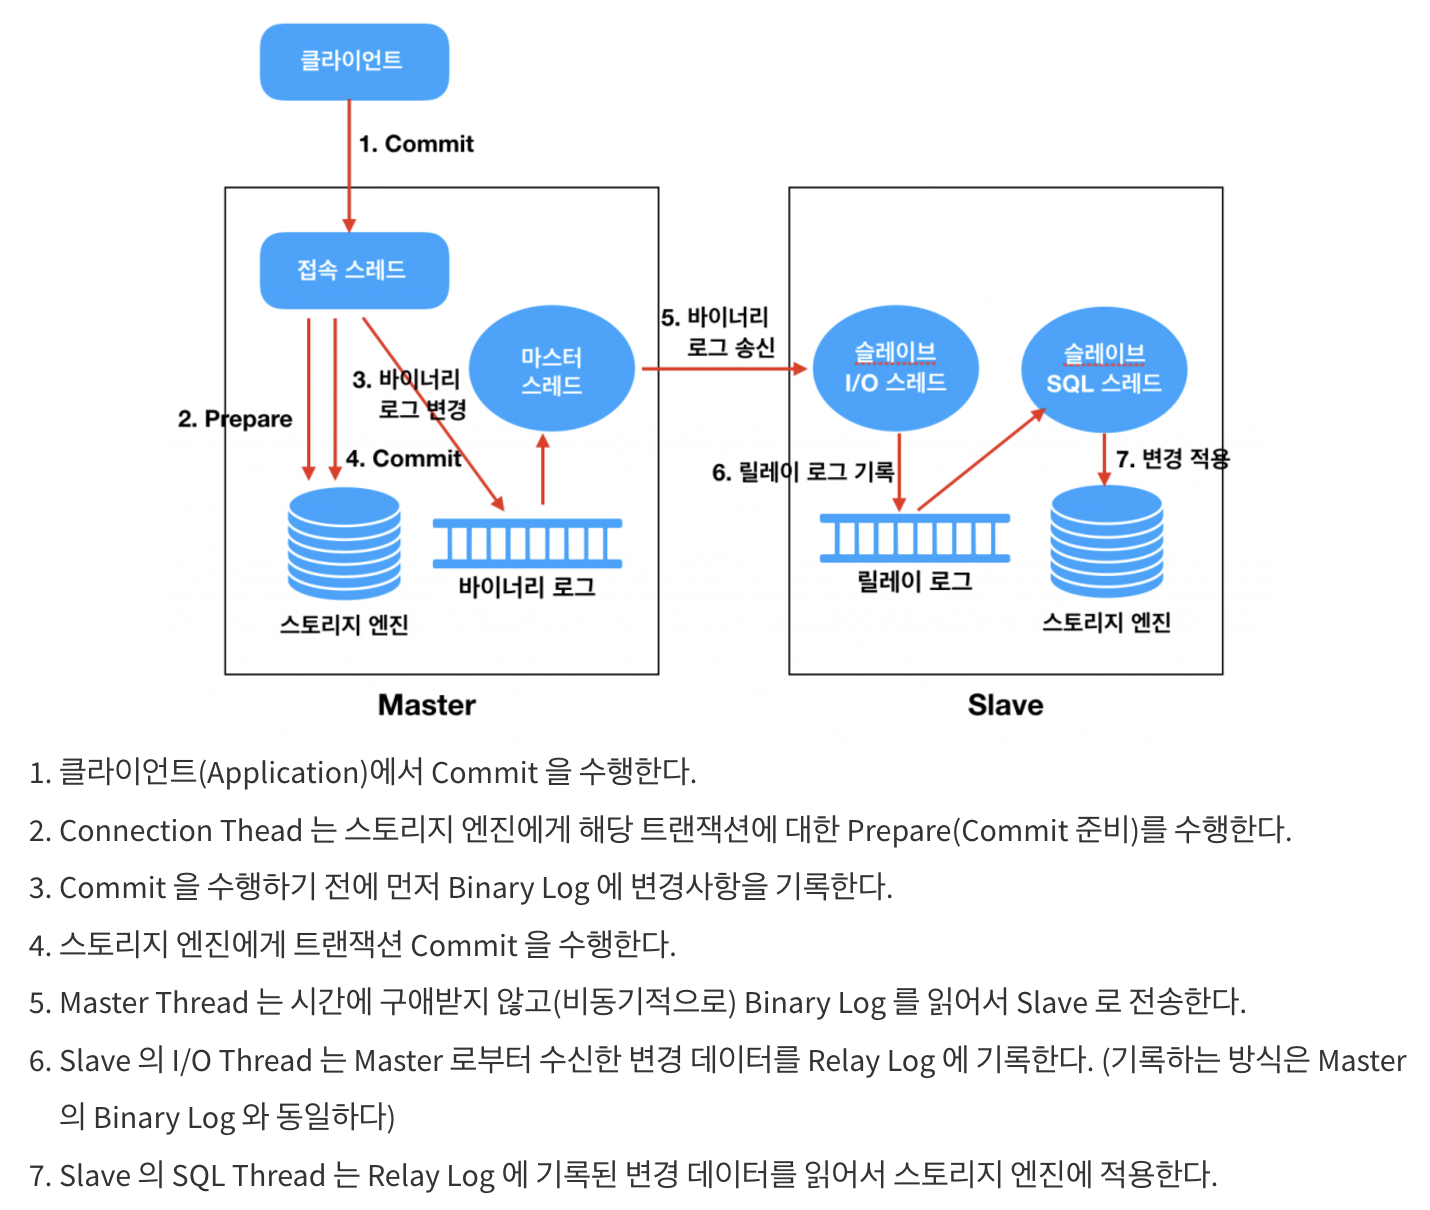 클라이언트
1. Commit
접속 스레드
마스터
스레드
5. 바이너리
로그 송신
슬레이브
I/O 스레드
슬레이브
SQL 스레드
3. 바이너리
로그 변경
2. Prepare
4. Commit
6. 릴레이 로그 기록
7. 변경 적용
바이너리 로그
릴레이 로그
스토리지 엔진
스토리지 엔진
Master
Slave
1. 클라이언트(Application)에서 Commit 을 수행한다.
2. Connection Thead 는 스토리지 엔진에게 해당 트랜잭션에 대한 Prepare(Commit 준비)를 수행한다.
3. Commit 을 수행하기 전에 먼저 Binary Log 에 변경사항을 기록한다.
4. 스토리지 엔진에게 트랜잭션 Commit 을 수행한다.
5. Master Thread 는 시간에 구애받지 않고(비동기적으로) Binary Log 를 읽어서 Slave 로 전송한다.
6. Slave 의 I/O Thread 는 Master 로부터 수신한 변경 데이터를 Relay Log 에 기록한다. (기록하는 방식은 Master
의 Binary Log 와 동일하다)
7. Slave 의 SQL Thread 는 Relay Log 에 기록된 변경 데이터를 읽어서 스토리지 엔진에 적용한다.